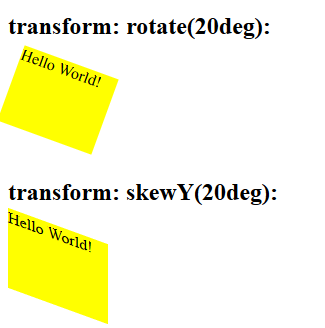 transform: rotate(20deg):
Hello World!
transform: skewY(20deg):
Hello World!